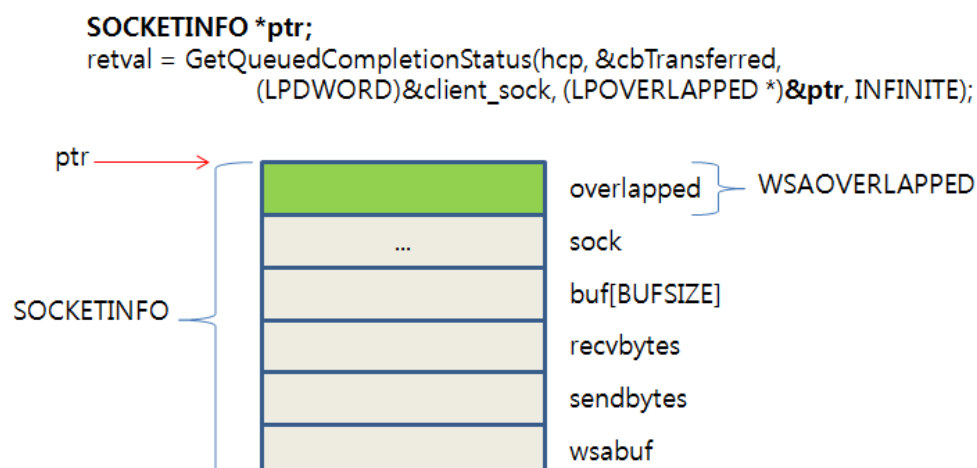 SOCKETINFO *ptr;
retval = GetQueuedCompletionStatus(hcp, &cbTransferred,
(LPDWORD)&client_sock, (LPOVERLAPPED *)&ptr, INFINITE);
ptr
overlapped
WSAOVERLAPPED
...
sock
buf[BUFSIZE]
SOCKETINFO
recvbytes
sendbytes
wsabuf